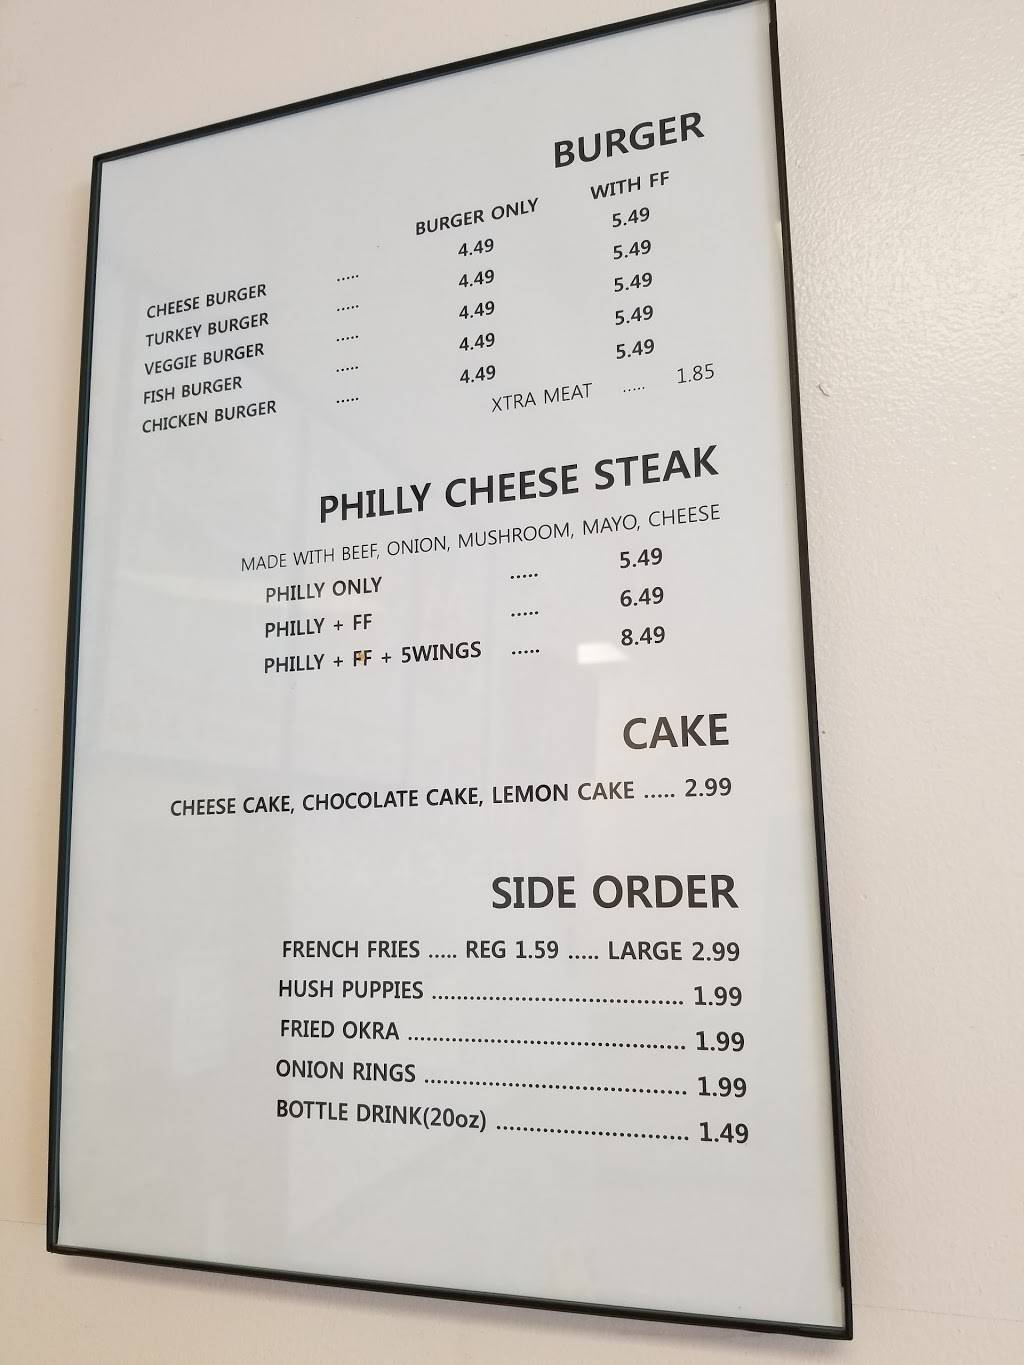 BURGER
BURGER ONLY WITH FF
CHEESE BURGER ..... 4.49 5.49
TURKEY BURGER ..... 4.49 5.49
VEGGIE BURGER ..... 4.49 5.49
FISH BURGER ..... 4.49 5.49
CHICKEN BURGER ..... 4.49 5.49
XTRA MEAT ..... 1.85
PHILLY CHEESE STEAK
MADE WITH BEEF, ONION, MUSHROOM, MAYO, CHEESE
PHILLY ONLY ..... 5.49
PHILLY + FF ..... 6.49
PHILLY + FF + 5WINGS ..... 8.49
CAKE
CHEESE CAKE, CHOCOLATE CAKE, LEMON CAKE ..... 2.99
SIDE ORDER
FRENCH FRIES ..... REG 1.59 ..... LARGE 2.99
HUSH PUPPIES ........................................ 1.99
FRIED OKRA ............................................ 1.99
ONION RINGS .......................................... 1.99
BOTTLE DRINK(20oz) ............................... 1.49